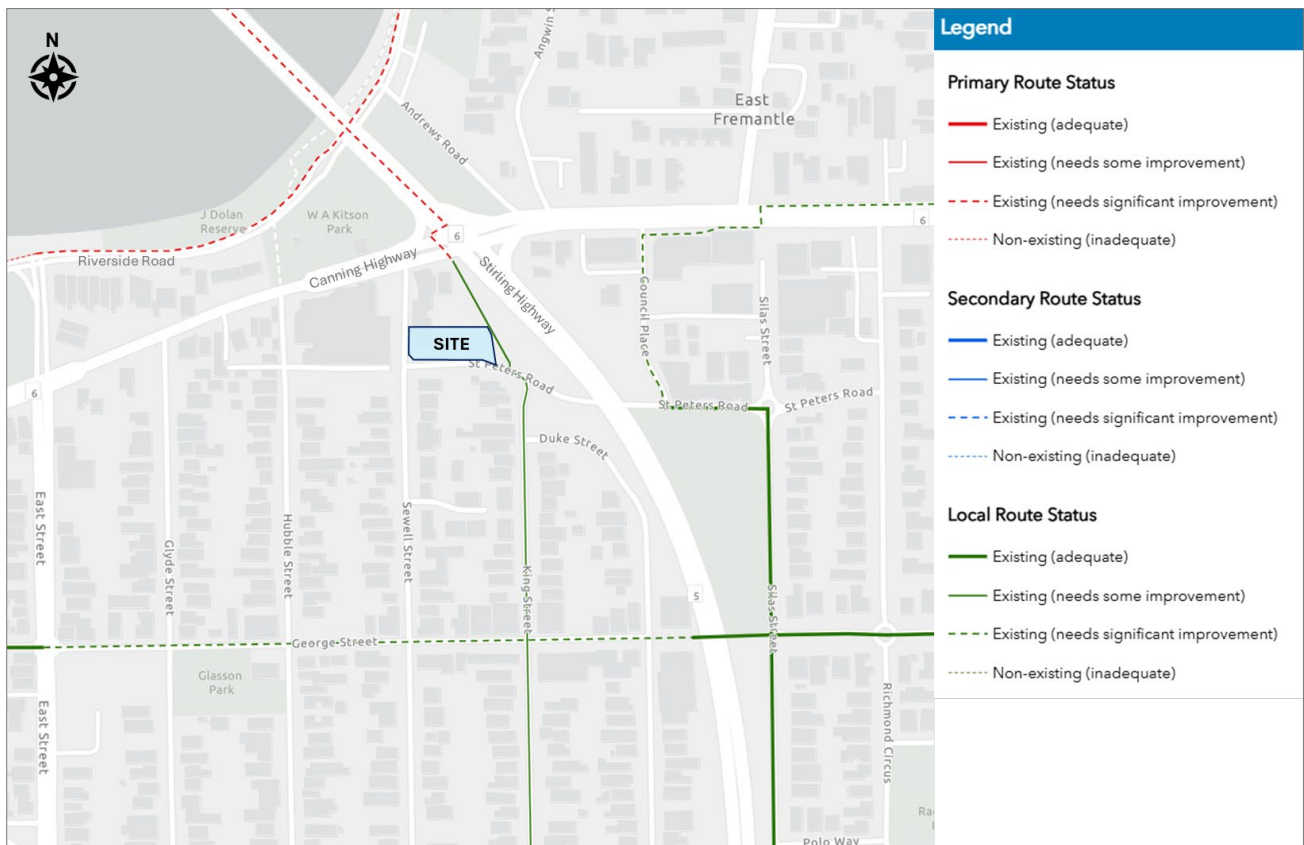 N
Angwin S
East
Fremantle
Andrews Road
J Dolan
Reserve
W A Kitson
Park
6
6
Riverside Road
Canning Highway
Stirling Highway
Council Place
Silas Street
SITE
St Peters Road
St Peters Road
St Peters Road
6
Duke Street
East Street
Glyde Street
Hubble Street
Sewell Street
King Street
5
Silas Street
George Street
Glasson
Park
East Street
Richmond Circus
Polo Way
Legend
Primary Route Status
Existing (adequate)
Existing (needs some improvement)
Existing (needs significant improvement)
Non-existing (inadequate)
Secondary Route Status
Existing (adequate)
Existing (needs some improvement)
Existing (needs significant improvement)
Non-existing (inadequate)
Local Route Status
Existing (adequate)
Existing (needs some improvement)
Existing (needs significant improvement)
Non-existing (inadequate)